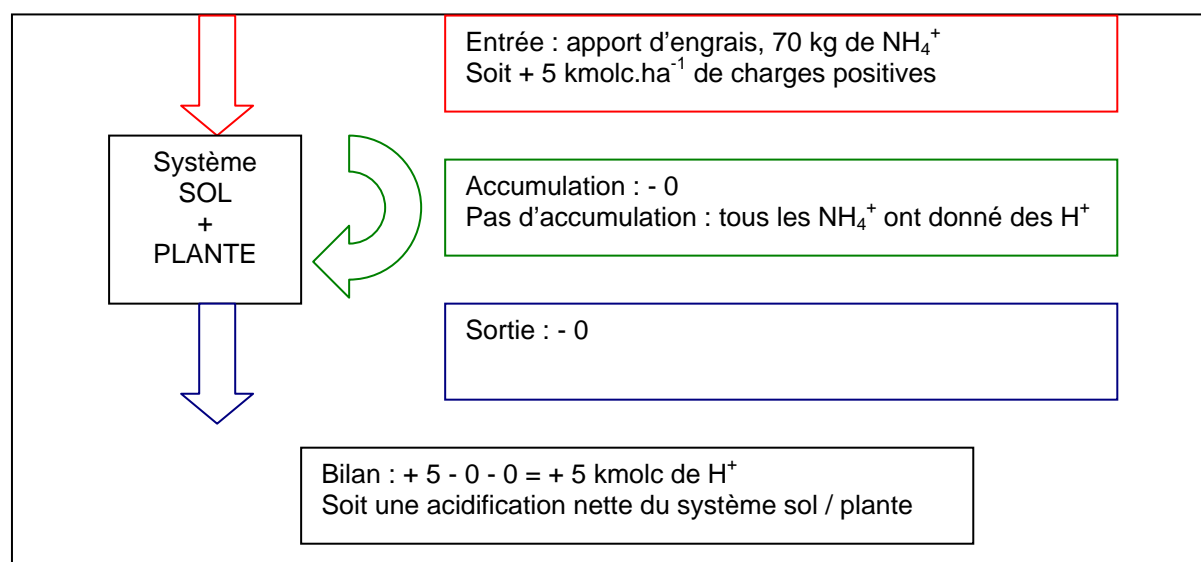 Entrée : apport d'engrais, 70 kg de NH₄⁺
Soit + 5 kmolc.ha⁻¹ de charges positives
Système
SOL
+
PLANTE
Accumulation : - 0
Pas d'accumulation : tous les NH₄⁺ ont donné des H⁺
Sortie : - 0
Bilan : + 5 - 0 - 0 = + 5 kmolc de H⁺
Soit une acidification nette du système sol / plante